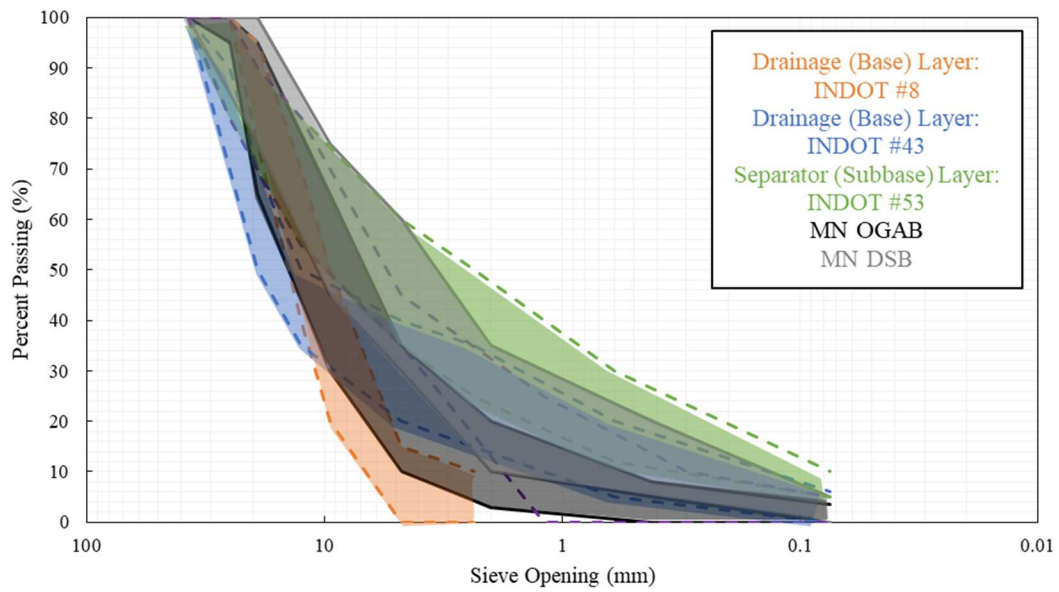 100
90
80
70
60
50
40
30
20
10
0
Percent Passing (%)
100
10
1
0.1
0.01
Sieve Opening (mm)
Drainage (Base) Layer:
INDOT #8
Drainage (Base) Layer:
INDOT #43
Separator (Subbase) Layer:
INDOT #53
MN OGAB
MN DSB